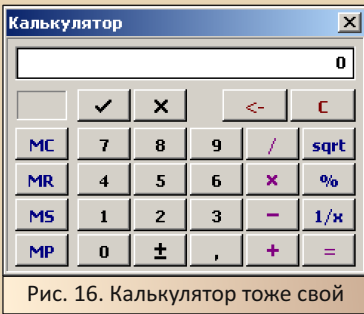 Калькулятор
0
<- C
MC 7 8 9 / sqrt
MR 4 5 6 × %
MS 1 2 3 − 1/x
MP 0 ± , + =
Рис. 16. Калькулятор тоже свой